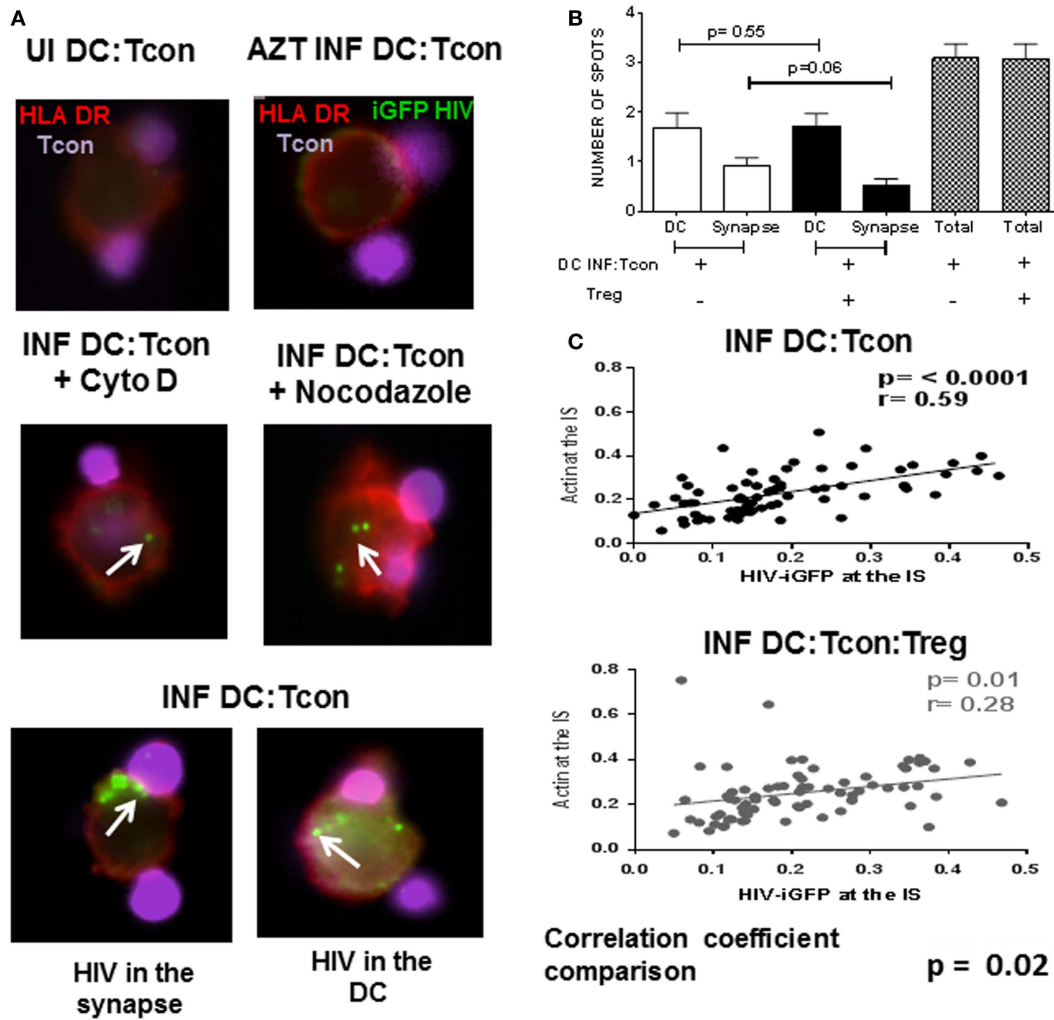 A
UI DC:Tcon
AZT INF DC:Tcon
HLA DR
Tcon
HLA DR iGFP HIV
Tcon
INF DC:Tcon
+ Cyto D
INF DC:Tcon
+ Nocodazole
INF DC:Tcon
HIV in the
synapse
HIV in the
DC
B
NUMBER OF SPOTS
4
3
2
1
0
p= 0.55
p=0.06
DC Synapse DC Synapse Total Total
DC INF:Tcon + + + +
Treg - + - +
C
INF DC:Tcon
p= < 0.0001
r= 0.59
Actin at the IS
0.8
0.6
0.4
0.2
0.0
0.0 0.1 0.2 0.3 0.4 0.5
HIV-iGFP at the IS
INF DC:Tcon:Treg
p= 0.01
r= 0.28
Actin at the IS
0.8
0.6
0.4
0.2
0.0
0.0 0.1 0.2 0.3 0.4 0.5
HIV-iGFP at the IS
Correlation coefficient
comparison
p = 0.02